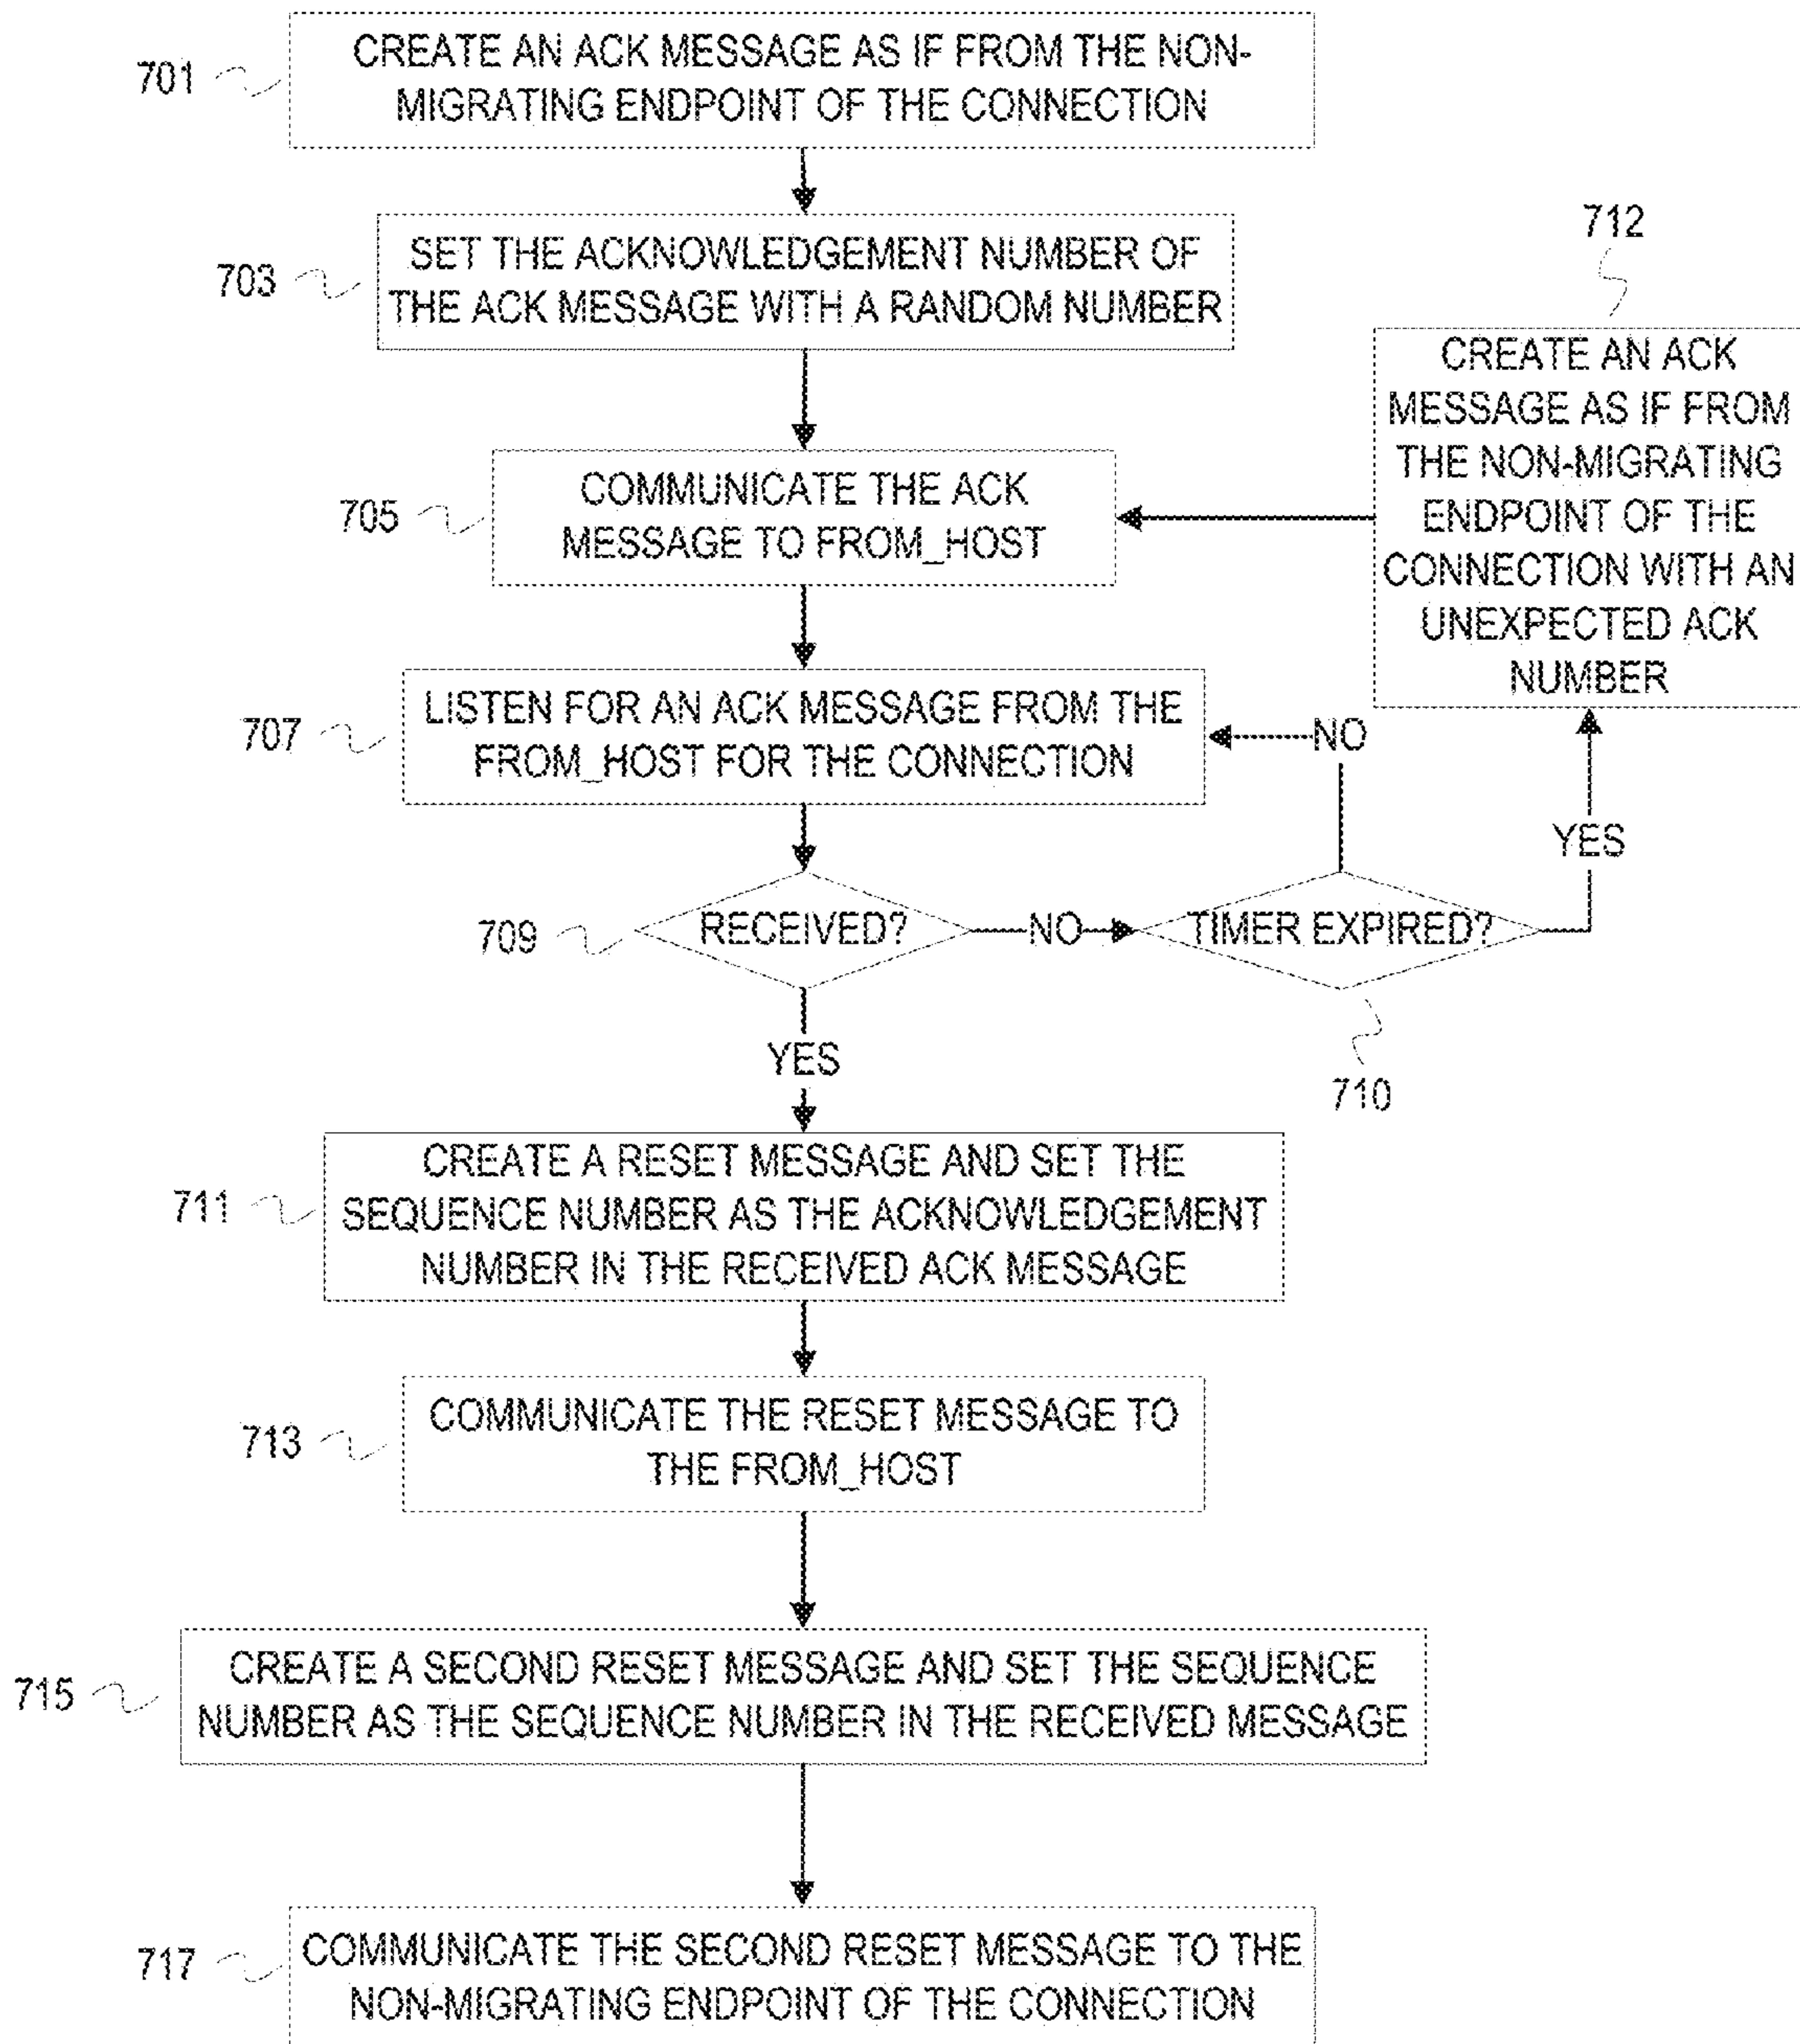 701
CREATE AN ACK MESSAGE AS IF FROM THE NON-
MIGRATING ENDPOINT OF THE CONNECTION
703
SET THE ACKNOWLEDGEMENT NUMBER OF
THE ACK MESSAGE WITH A RANDOM NUMBER
712
CREATE AN ACK
MESSAGE AS IF FROM
THE NON-MIGRATING
ENDPOINT OF THE
CONNECTION WITH AN
UNEXPECTED ACK
NUMBER
705
COMMUNICATE THE ACK
MESSAGE TO FROM_HOST
707
LISTEN FOR AN ACK MESSAGE FROM THE
FROM_HOST FOR THE CONNECTION
NO
YES
709
RECEIVED?
NO
TIMER EXPIRED?
710
YES
711
CREATE A RESET MESSAGE AND SET THE
SEQUENCE NUMBER AS THE ACKNOWLEDGEMENT
NUMBER IN THE RECEIVED ACK MESSAGE
713
COMMUNICATE THE RESET MESSAGE TO
THE FROM_HOST
715
CREATE A SECOND RESET MESSAGE AND SET THE SEQUENCE
NUMBER AS THE SEQUENCE NUMBER IN THE RECEIVED MESSAGE
717
COMMUNICATE THE SECOND RESET MESSAGE TO THE
NON-MIGRATING ENDPOINT OF THE CONNECTION